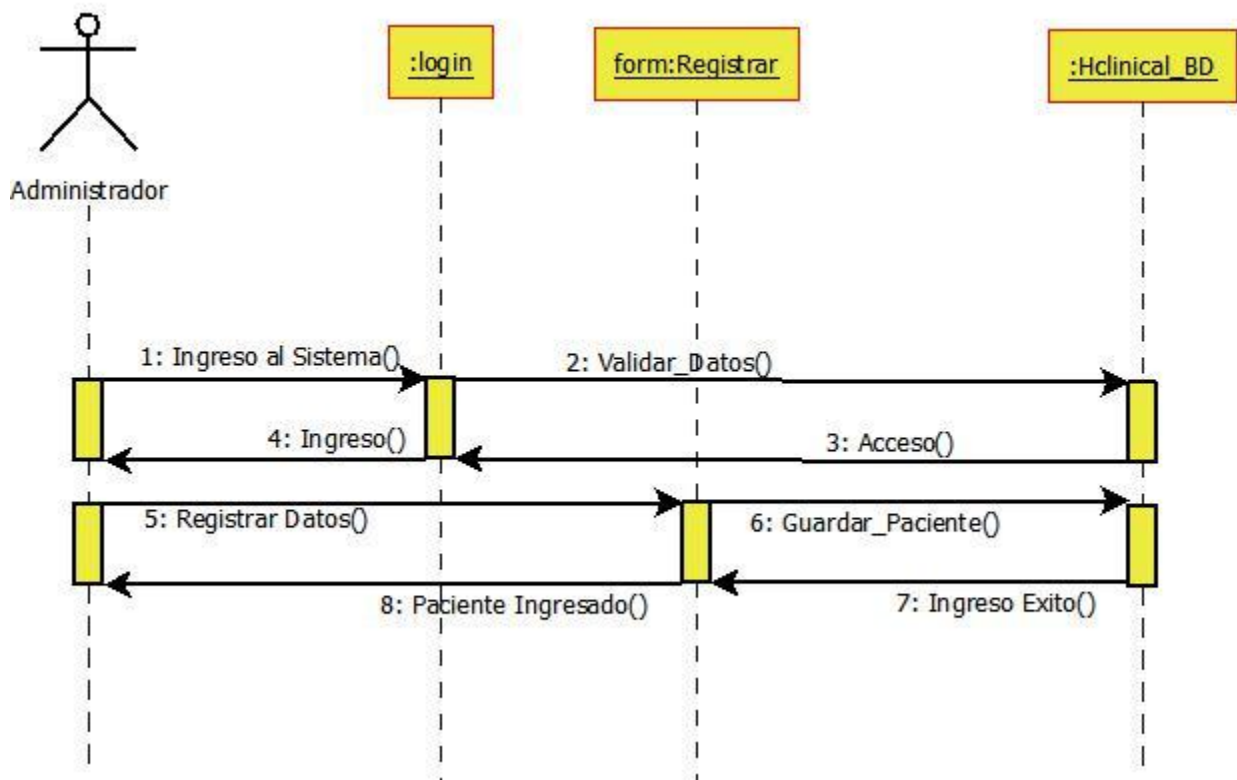 :login
form:Registrar
:Hclinical_BD
Administrador
1: Ingreso al Sistema()
2: Validar_Datos()
4: Ingreso()
3: Acceso()
5: Registrar Datos()
6: Guardar_Paciente()
8: Paciente Ingresado()
7: Ingreso Exito()